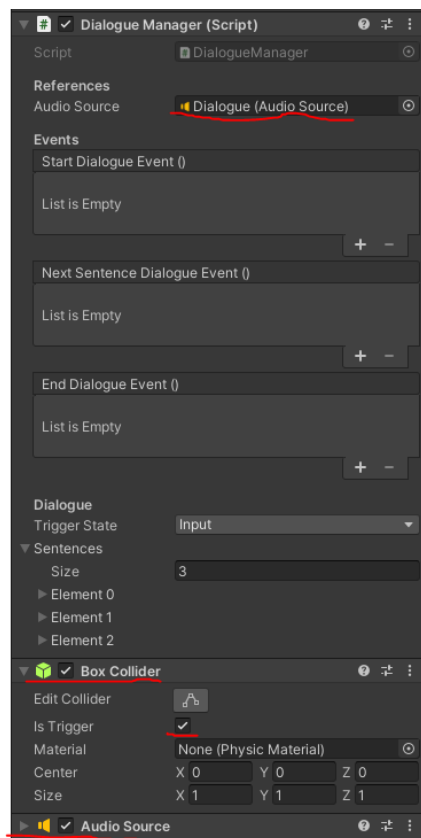 Dialogue Manager (Script)
Script DialogueManager
References
Audio Source Dialogue (Audio Source)
Events
Start Dialogue Event ()
List is Empty
+ −
Next Sentence Dialogue Event ()
List is Empty
+ −
End Dialogue Event ()
List is Empty
+ −
Dialogue
Trigger State Input
Sentences
Size 3
Element 0
Element 1
Element 2
Box Collider
Edit Collider
Is Trigger
Material None (Physic Material)
Center X 0 Y 0 Z 0
Size X 1 Y 1 Z 1
Audio Source